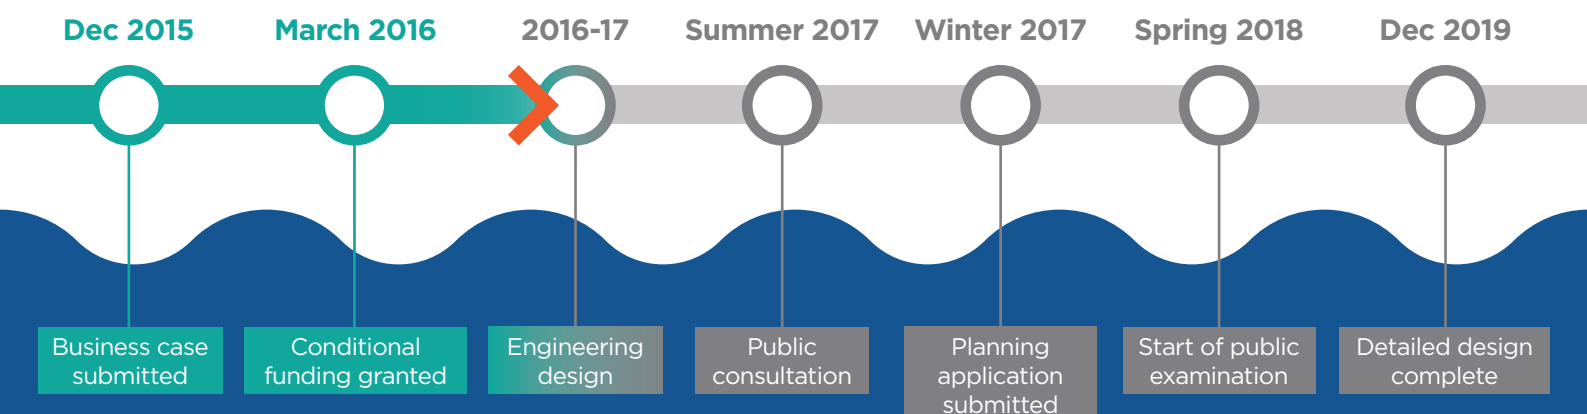 Dec 2015
March 2016
2016-17
Summer 2017
Winter 2017
Spring 2018
Dec 2019
Business case
submitted
Conditional
funding granted
Engineering
design
Public
consultation
Planning
application
submitted
Start of public
examination
Detailed design
complete